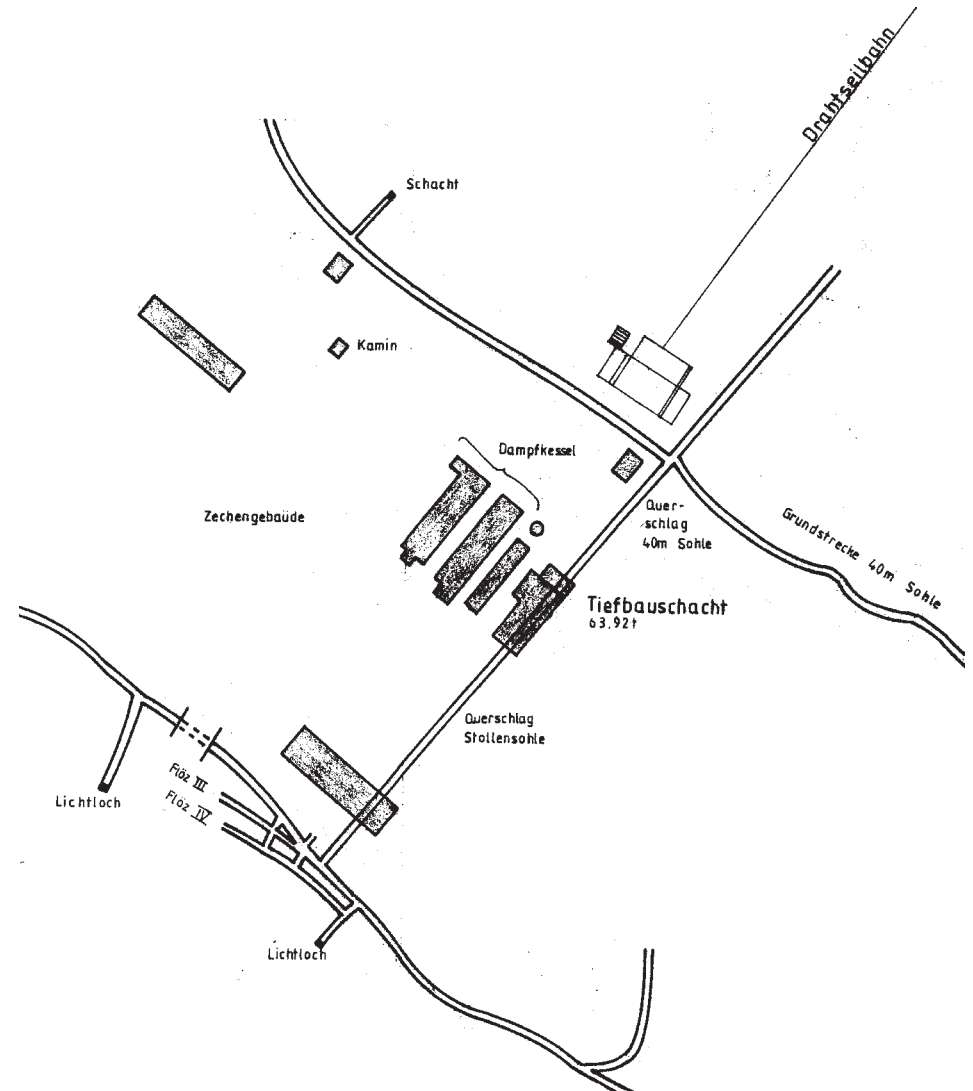 Drahtseilbahn
Schacht
Kamin
Dampfkessel
Zechengebäude
Quer-
schlag
40m Sohle
Grundstrecke 40m Sohle
Tiefbauschacht
63,92t
Querschlag
Stollensohle
Flöz III
Flöz IV
Lichtloch
Lichtloch